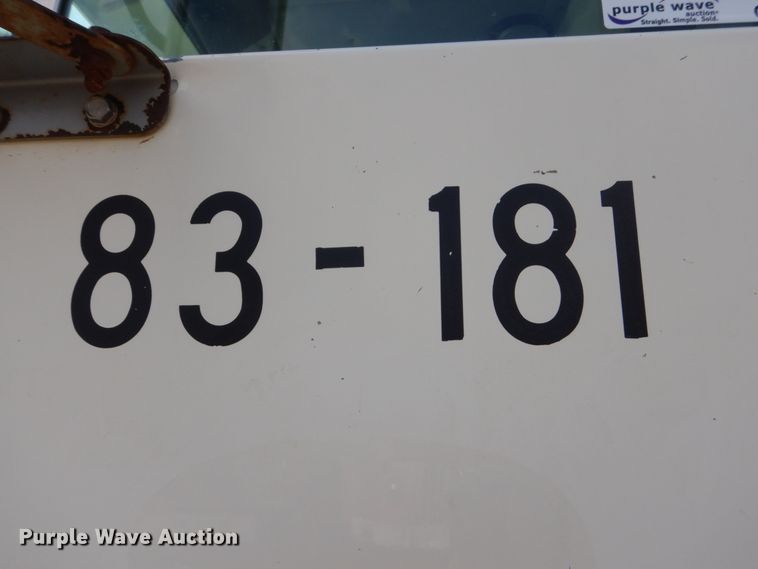 purple wave
auction®
Straight. Simple. Sold.
83-181
Purple Wave Auction